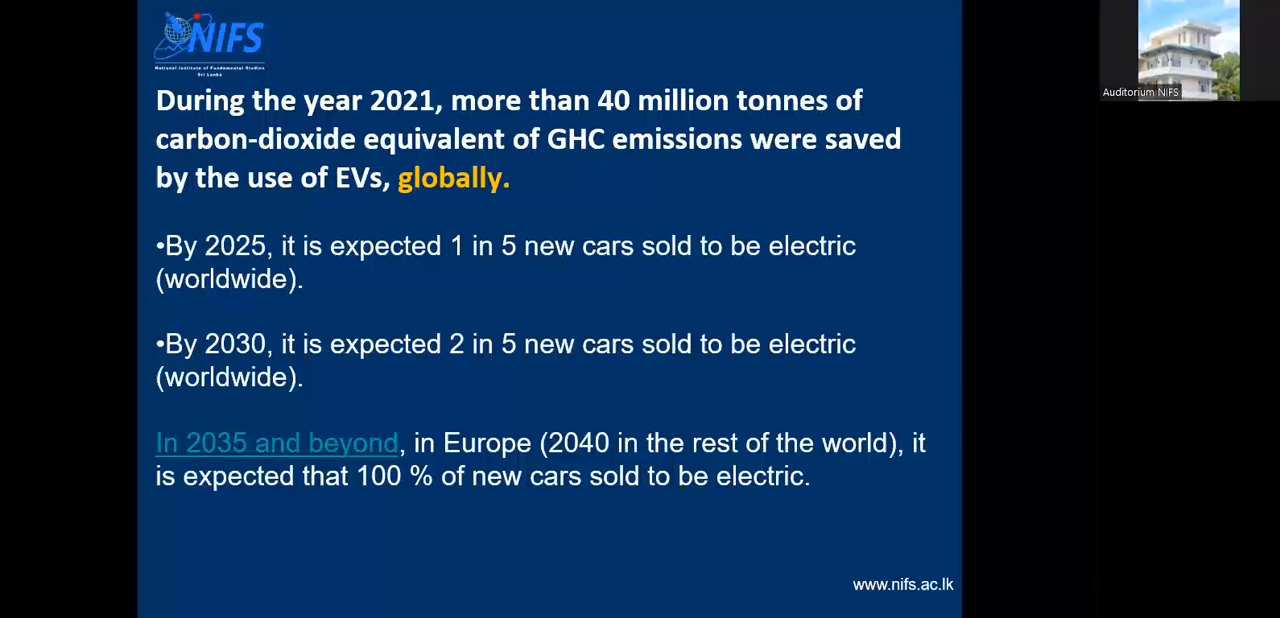 NIFS
National Institute of Fundamental Studies
Sri Lanka
During the year 2021, more than 40 million tonnes of
carbon-dioxide equivalent of GHC emissions were saved
by the use of EVs, globally.
•By 2025, it is expected 1 in 5 new cars sold to be electric
(worldwide).
•By 2030, it is expected 2 in 5 new cars sold to be electric
(worldwide).
In 2035 and beyond, in Europe (2040 in the rest of the world), it
is expected that 100 % of new cars sold to be electric.
www.nifs.ac.lk
Auditorium NIFS